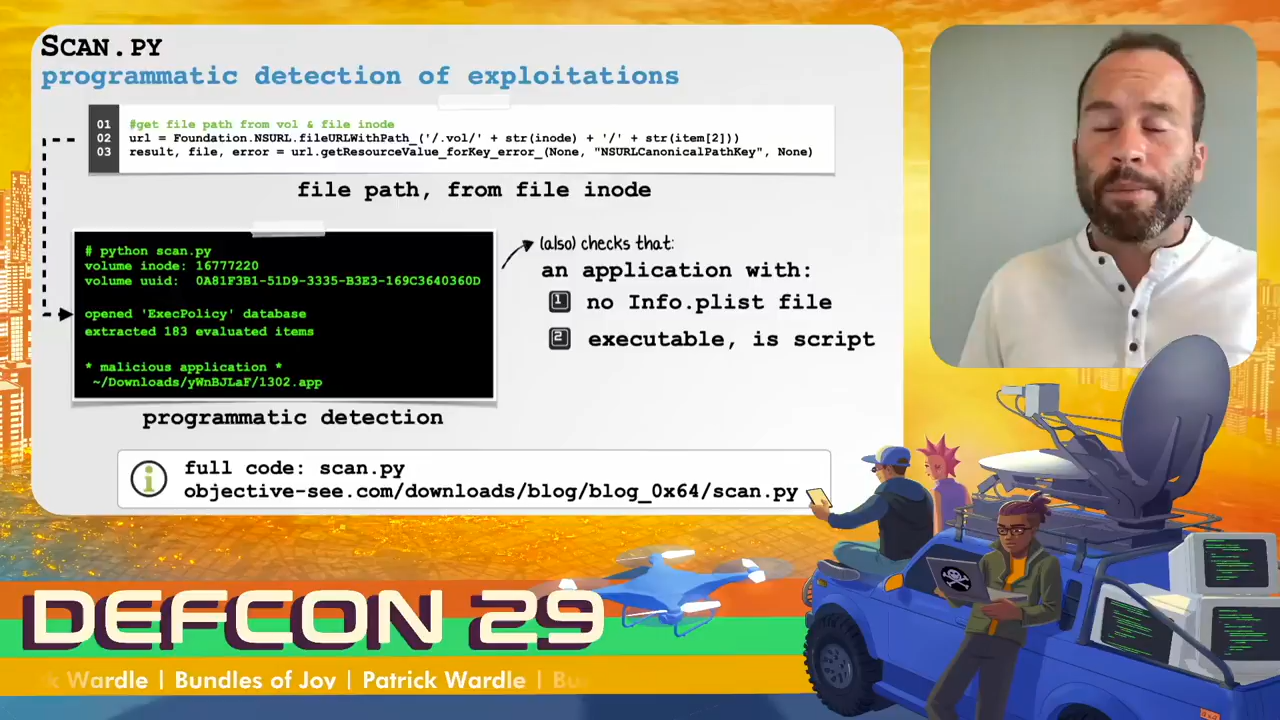 SCAN.PY
programmatic detection of exploitations
01 #get file path from vol & file inode
02 url = Foundation.NSURL.fileURLWithPath_('/.vol/' + str(inode) + '/' + str(item[2]))
03 result, file, error = url.getResourceValue_forKey_error_(None, "NSURLCanonicalPathKey", None)
file path, from file inode
# python scan.py
volume inode: 16777220
volume uuid: 0A81F3B1-51D9-3335-B3E3-169C3640360D
opened 'ExecPolicy' database
extracted 183 evaluated items
* malicious application *
~/Downloads/yWnBJLaF/1302.app
programmatic detection
(also) checks that:
an application with:
1 no Info.plist file
2 executable, is script
full code: scan.py
objective-see.com/downloads/blog/blog_0x64/scan.py
DEFCON 29
k Wardle | Bundles of Joy | Patrick Wardle | Bu